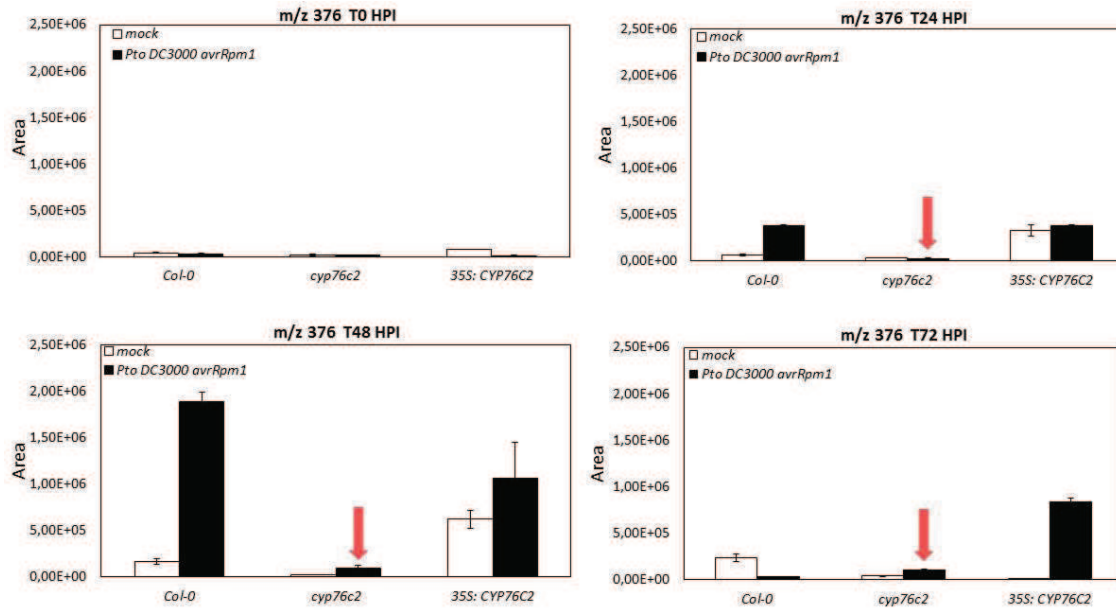 m/z 376 T0 HPI
2,50E+06
2,00E+06
1,50E+06
1,00E+06
5,00E+05
0,00E+00
Area
mock
Pto DC3000 avrRpm1
Col-0 cyp76c2 35S: CYP76C2
m/z 376 T24 HPI
2,50E+06
2,00E+06
1,50E+06
1,00E+06
5,00E+05
0,00E+00
Area
mock
Pto DC3000 avrRpm1
Col-0 cyp76c2 35S: CYP76C2
m/z 376 T48 HPI
2,50E+06
2,00E+06
1,50E+06
1,00E+06
5,00E+05
0,00E+00
Area
mock
Pto DC3000 avrRpm1
Col-0 cyp76c2 35S: CYP76C2
m/z 376 T72 HPI
2,50E+06
2,00E+06
1,50E+06
1,00E+06
5,00E+05
0,00E+00
Area
mock
Pto DC3000 avrRpm1
Col-0 cyp76c2 35S: CYP76C2